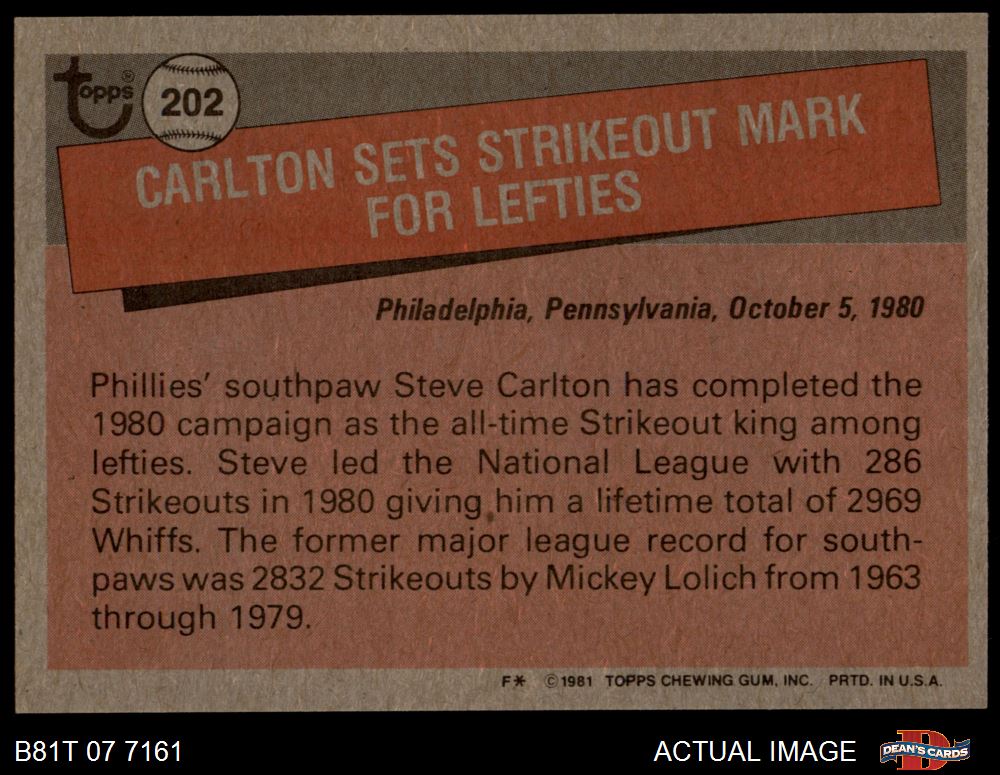 Topps
202
CARLTON SETS STRIKEOUT MARK
FOR LEFTIES
Philadelphia, Pennsylvania, October 5, 1980
Phillies' southpaw Steve Carlton has completed the
1980 campaign as the all-time Strikeout king among
lefties. Steve led the National League with 286
Strikeouts in 1980 giving him a lifetime total of 2969
Whiffs. The former major league record for south-
paws was 2832 Strikeouts by Mickey Lolich from 1963
through 1979.
F* ©1981 TOPPS CHEWING GUM, INC. PRTD. IN U.S.A.
B81T 07 7161 ACTUAL IMAGE DEAN'S CARDS